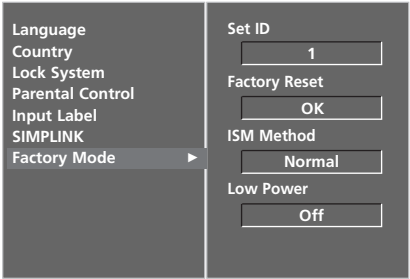 Language
Country
Lock System
Parental Control
Input Label
SIMPLINK
Factory Mode ►
Set ID
1
Factory Reset
OK
ISM Method
Normal
Low Power
Off